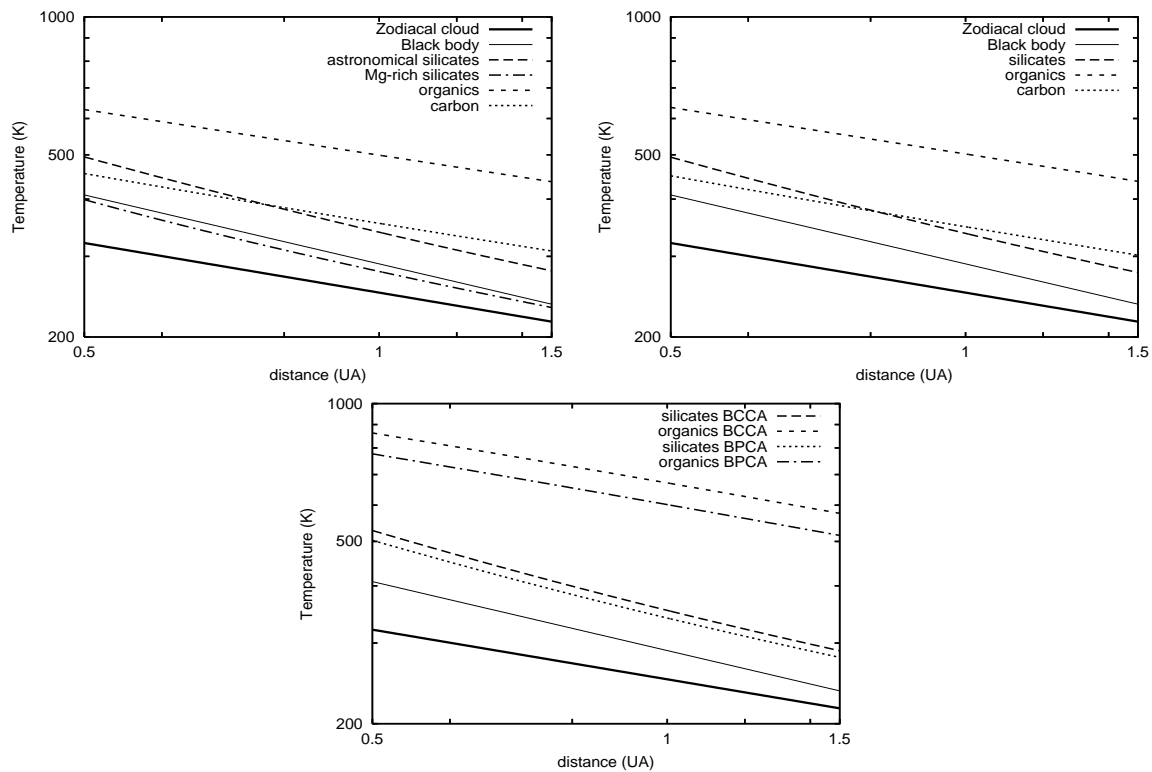 1000
500
200
Temperature (K)
0.5
1
1.5
distance (UA)
Zodiacal cloud
Black body
astronomical silicates
Mg-rich silicates
organics
carbon
1000
500
200
Temperature (K)
0.5
1
1.5
distance (UA)
Zodiacal cloud
Black body
silicates
organics
carbon
1000
500
200
Temperature (K)
0.5
1
1.5
distance (UA)
silicates BCCA
organics BCCA
silicates BPCA
organics BPCA